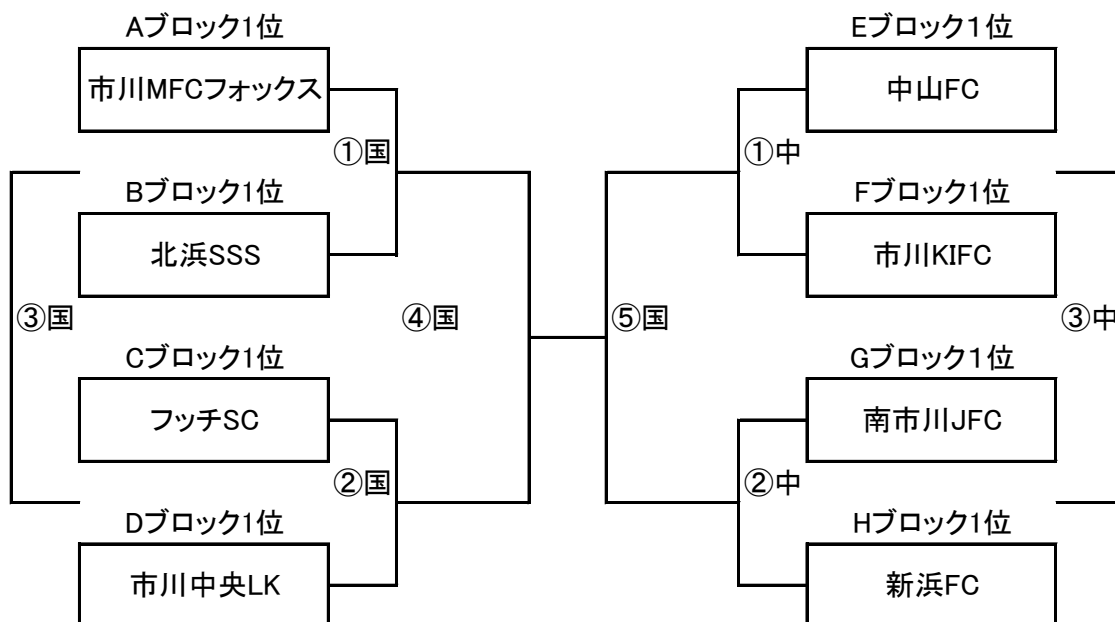 Aブロック1位
市川MFCフォックス
①国
Bブロック1位
北浜SSS
③国
④国
Cブロック1位
フッチSC
②国
Dブロック1位
市川中央LK
Eブロック１位
中山FC
①中
Fブロック1位
市川KIFC
⑤国
③中
Gブロック１位
南市川JFC
②中
Hブロック1位
新浜FC